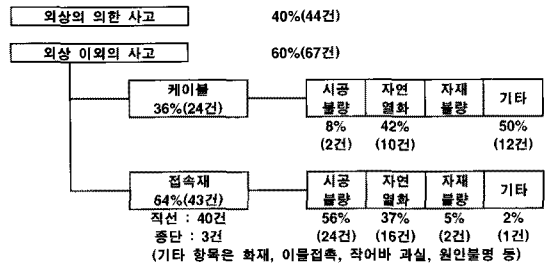 외상의 의한 사고 40%(44건)
외상 이외의 사고 60%(67건)
케이블 시공 자연 자재 기타
36%(24건) 불량 열화 불량
8% 42% 50%
(2건) (10건) (12건)
접속재 시공 자연 자재 기타
64%(43건) 불량 열화 불량
직선 : 40건 56% 37% 5% 2%
종단 : 3건 (24건) (16건) (2건) (1건)
(기타 항목은 화재, 이물접촉, 작어바 과실, 원인불명 등)